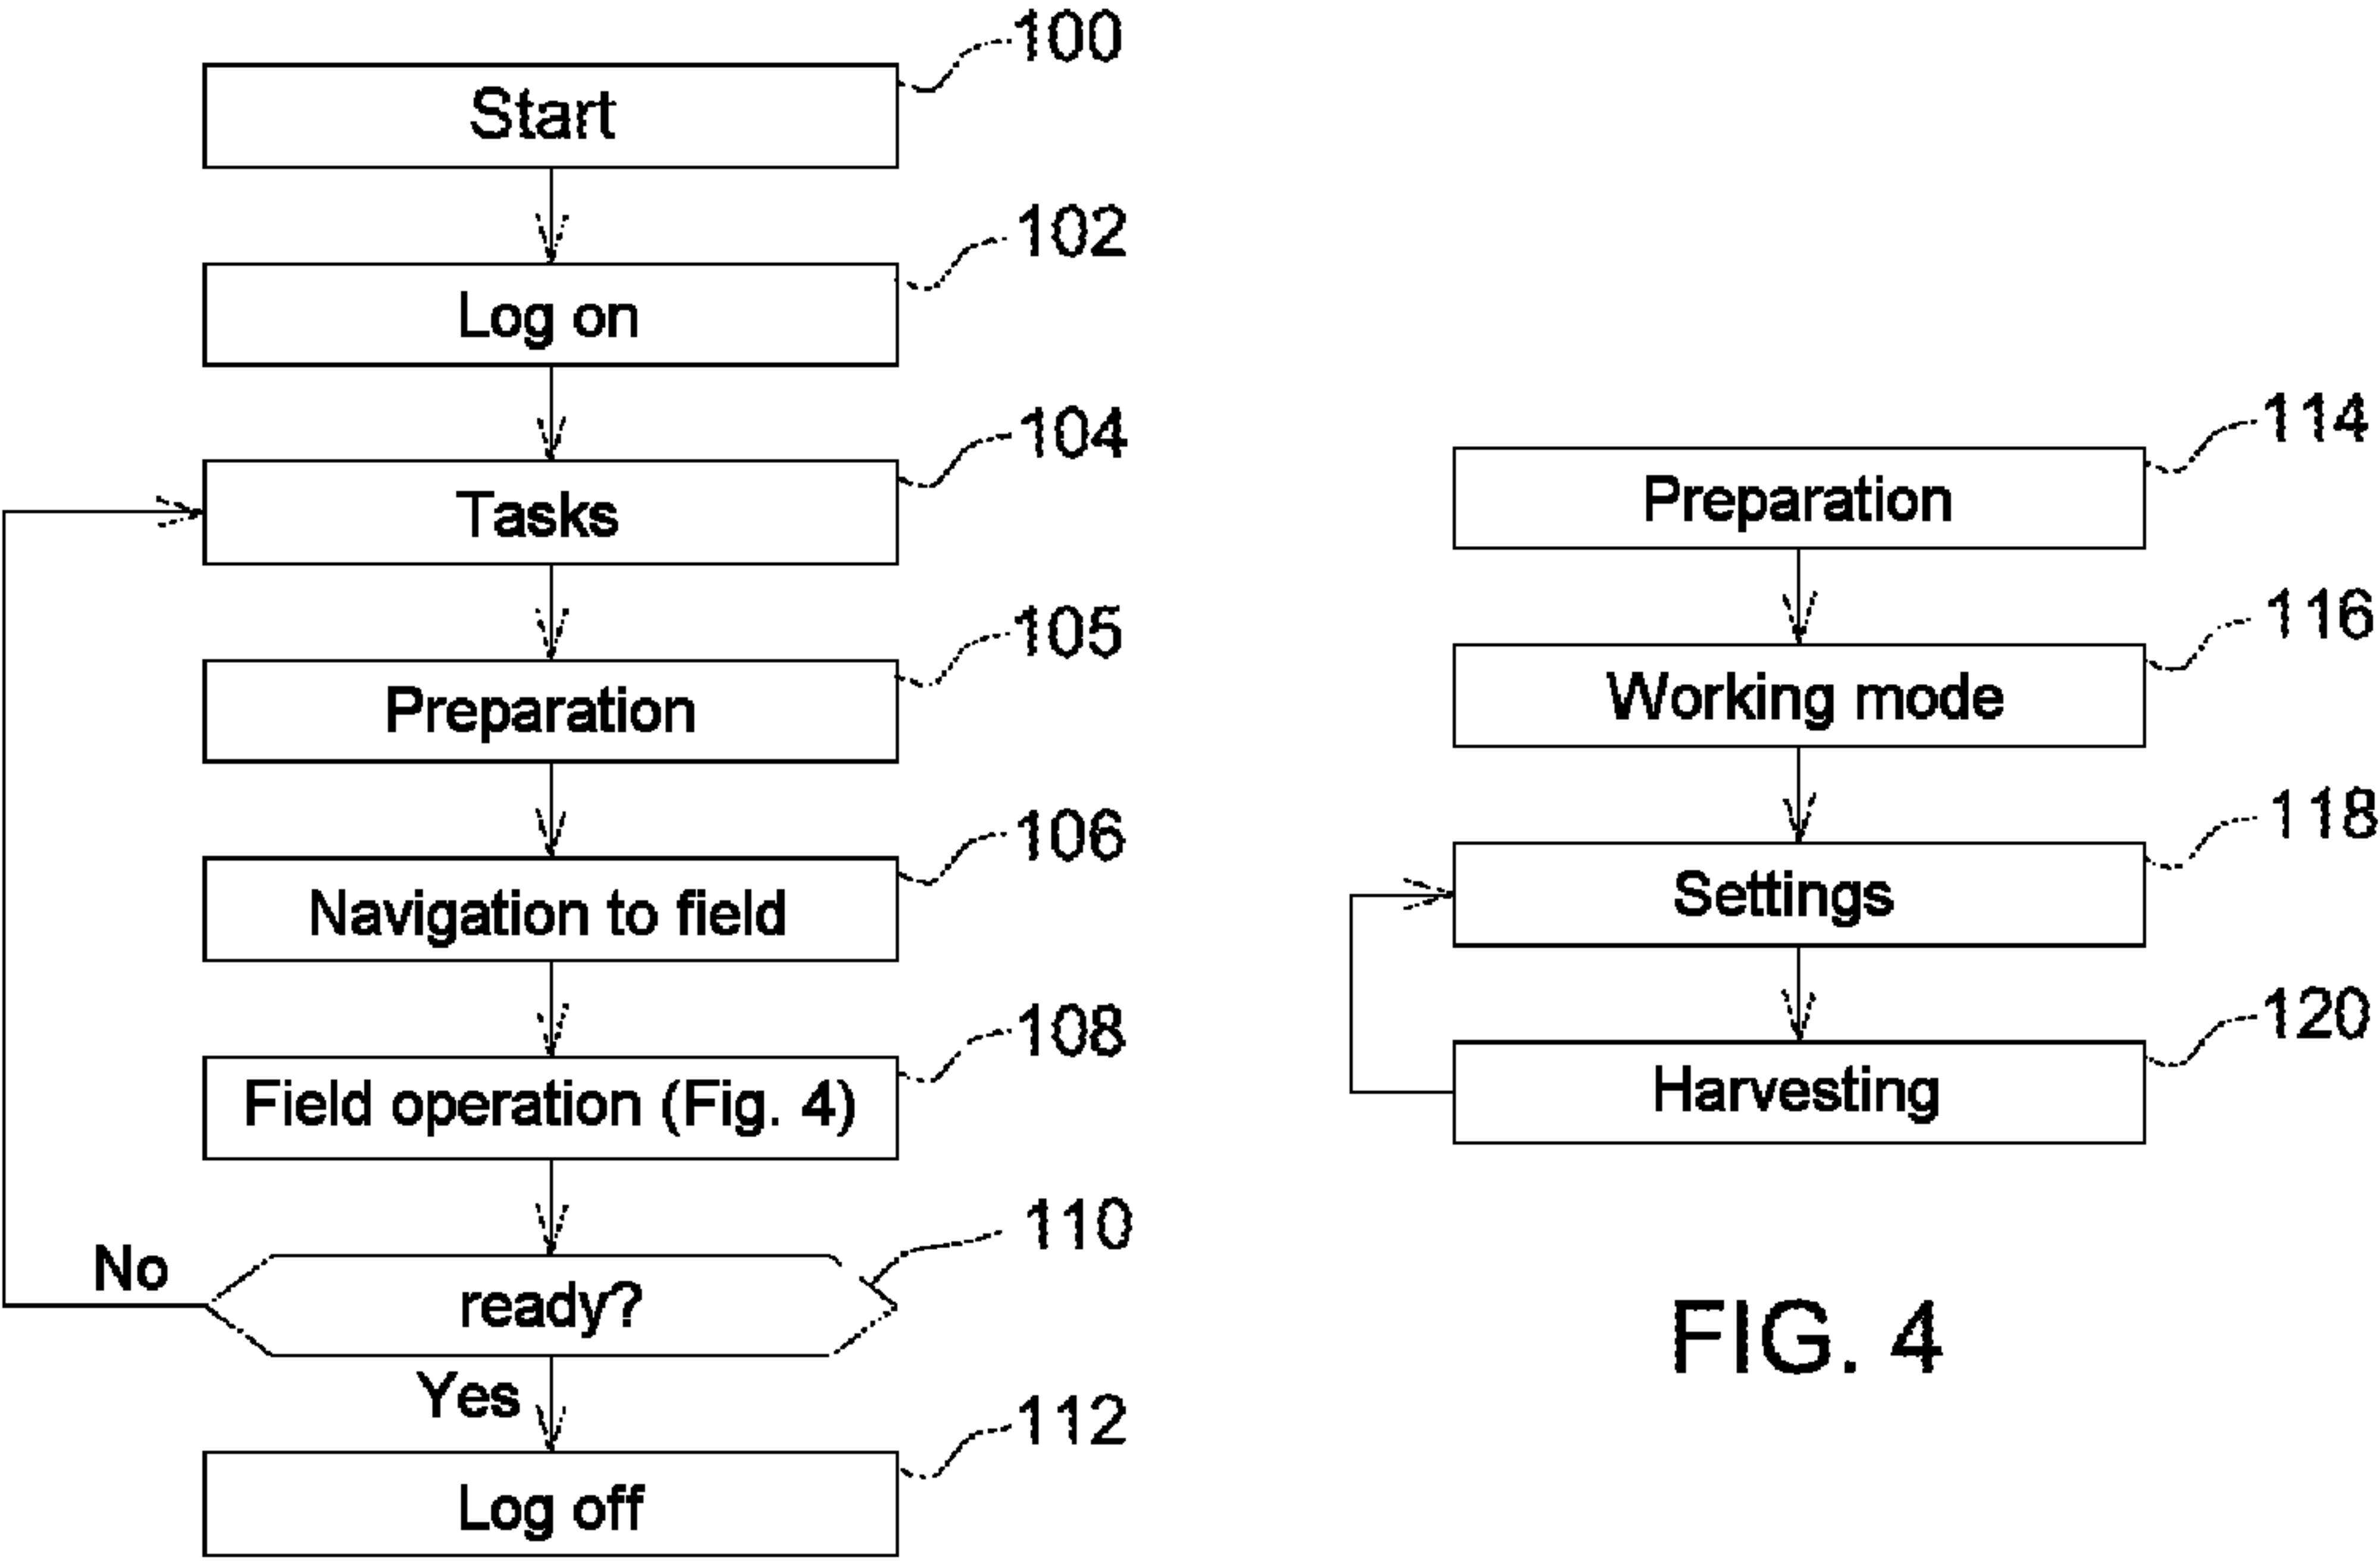 100
Start
102
Log on
104
Tasks
105
Preparation
106
Navigation to field
108
Field operation (Fig. 4)
110
No
ready?
Yes
112
Log off
114
Preparation
116
Working mode
118
Settings
120
Harvesting
FIG. 4